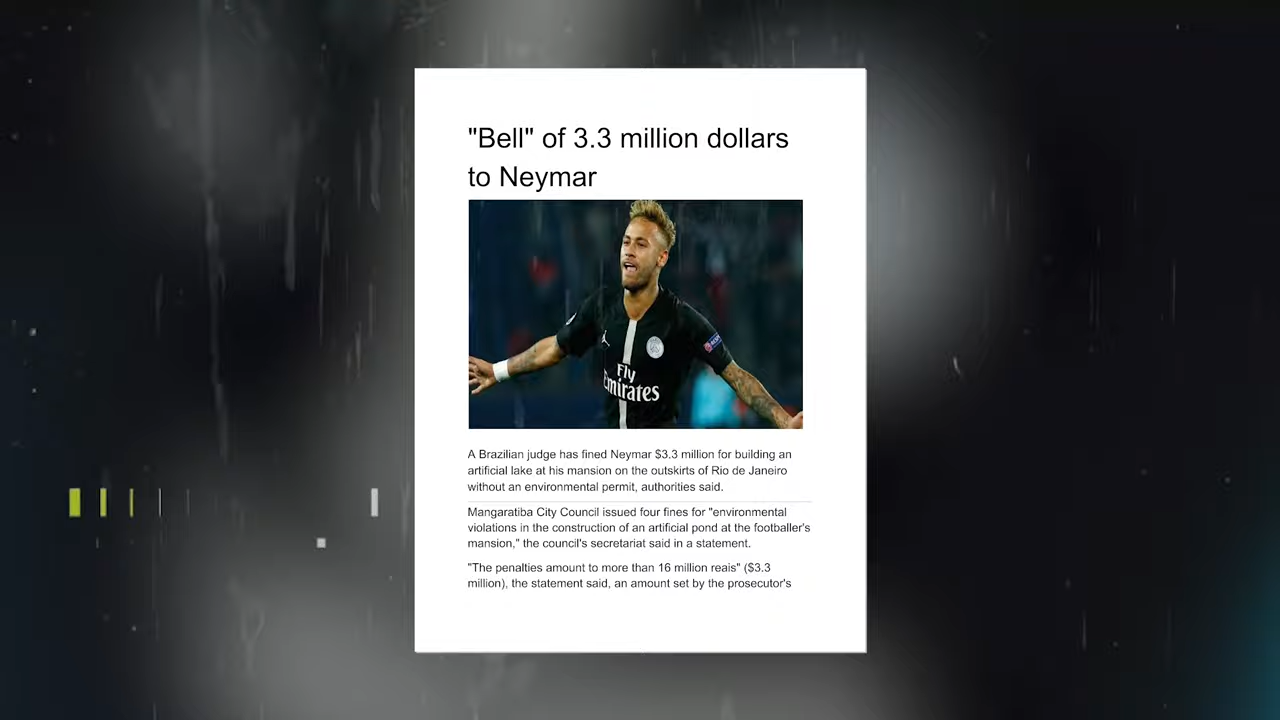 "Bell" of 3.3 million dollars
to Neymar
Fly
Emirates
A Brazilian judge has fined Neymar $3.3 million for building an
artificial lake at his mansion on the outskirts of Rio de Janeiro
without an environmental permit, authorities said.
Mangaratiba City Council issued four fines for "environmental
violations in the construction of an artificial pond at the footballer's
mansion," the council's secretariat said in a statement.
"The penalties amount to more than 16 million reais" ($3.3
million), the statement said, an amount set by the prosecutor's